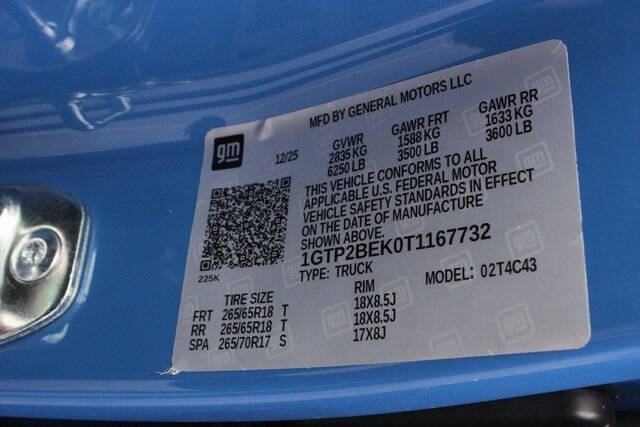 MFD BY GENERAL MOTORS LLC
gm
12/25
GVWR GAWR FRT GAWR RR
2835 KG 1588 KG 1633 KG
6250 LB 3500 LB 3600 LB
THIS VEHICLE CONFORMS TO ALL
APPLICABLE U.S. FEDERAL MOTOR
VEHICLE SAFETY STANDARDS IN EFFECT
ON THE DATE OF MANUFACTURE
SHOWN ABOVE.
1GTP2BEK0T1167732
225K
TYPE: TRUCK MODEL: 02T4C43
TIRE SIZE RIM
FRT 265/65R18 T 18X8.5J
RR 265/65R18 T 18X8.5J
SPA 265/70R17 S 17X8J